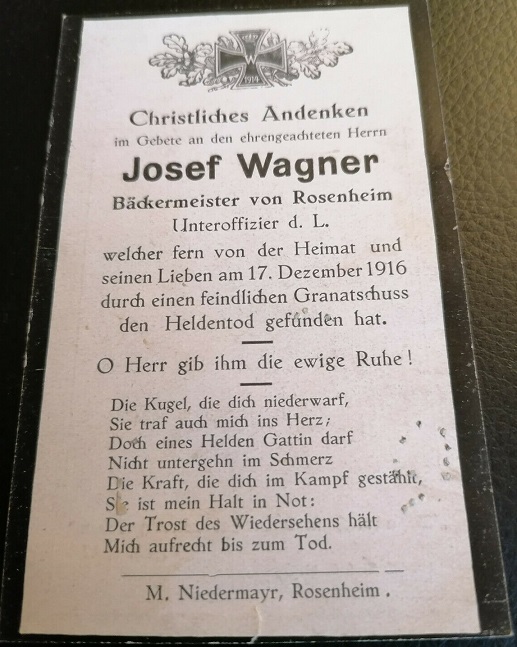 W
1914
Christliches Andenken
im Gebete an den ehrengeachteten Herrn
Josef Wagner
Bäckermeister von Rosenheim
Unteroffizier d. L.
welcher fern von der Heimat und
seinen Lieben am 17. Dezember 1916
durch einen feindlichen Granatschuss
den Heldentod gefunden hat.
O Herr gib ihm die ewige Ruhe!
Die Kugel, die dich niederwarf,
Sie traf auch mich ins Herz;
Doch eines Helden Gattin darf
Nicht untergehn im Schmerz
Die Kraft, die dich im Kampf gestählt,
Sie ist mein Halt in Not:
Der Trost des Wiedersehens hält
Mich aufrecht bis zum Tod.
M. Niedermayr, Rosenheim.